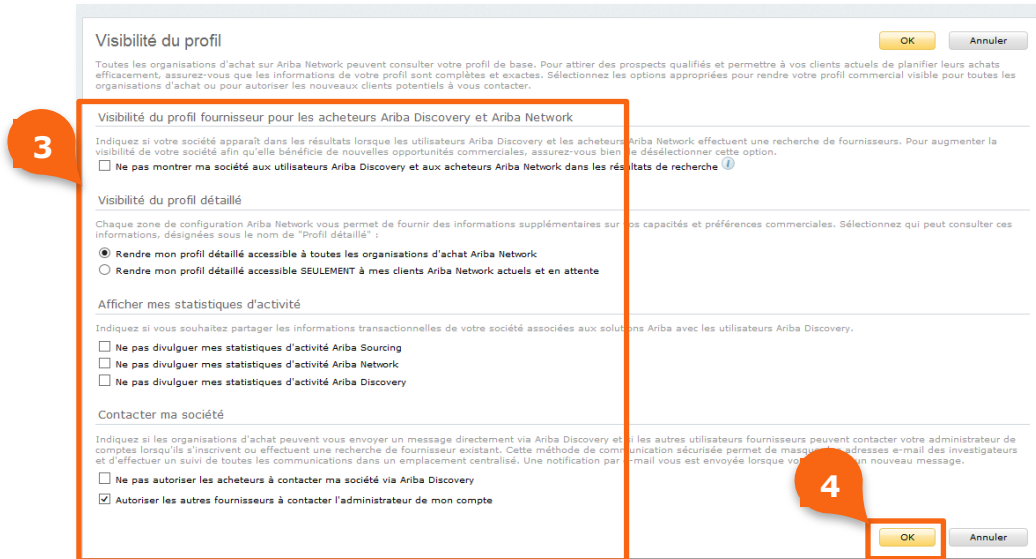 Visibilité du profil
OK
Annuler
Toutes les organisations d'achat sur Ariba Network peuvent consulter votre profil de base. Pour attirer des prospects qualifiés et permettre à vos clients actuels de planifier leurs achats
efficacement, assurez-vous que les informations de votre profil sont complètes et exactes. Sélectionnez les options appropriées pour rendre votre profil commercial visible pour toutes les
organisations d'achat ou pour autoriser les nouveaux clients potentiels à vous contacter.
3
Visibilité du profil fournisseur pour les acheteurs Ariba Discovery et Ariba Network
Indiquez si votre société apparaît dans les résultats lorsque les utilisateurs Ariba Discovery et les acheteurs Ariba Network effectuent une recherche de fournisseurs. Pour augmenter la
visibilité de votre société afin qu'elle bénéficie de nouvelles opportunités commerciales, assurez-vous bien de désélectionner cette option.
Ne pas montrer ma société aux utilisateurs Ariba Discovery et aux acheteurs Ariba Network dans les résultats de recherche i
Visibilité du profil détaillé
Chaque zone de configuration Ariba Network vous permet de fournir des informations supplémentaires sur vos capacités et préférences commerciales. Sélectionnez qui peut consulter ces
informations, désignées sous le nom de "Profil détaillé" :
Rendre mon profil détaillé accessible à toutes les organisations d'achat Ariba Network
Rendre mon profil détaillé accessible SEULEMENT à mes clients Ariba Network actuels et en attente
Afficher mes statistiques d'activité
Indiquez si vous souhaitez partager les informations transactionnelles de votre société associées aux solutions Ariba avec les utilisateurs Ariba Discovery.
Ne pas divulguer mes statistiques d'activité Ariba Sourcing
Ne pas divulguer mes statistiques d'activité Ariba Network
Ne pas divulguer mes statistiques d'activité Ariba Discovery
Contacter ma société
Indiquez si les organisations d'achat peuvent vous envoyer un message directement via Ariba Discovery et si les autres utilisateurs fournisseurs peuvent contacter votre administrateur de
comptes lorsqu'ils s'inscrivent ou effectuent une recherche de fournisseur existant. Cette méthode de communication sécurisée permet de masquer adresses e-mail des investigateurs
et d'effectuer un suivi de toutes les communications dans un emplacement centralisé. Une notification par e-mail vous est envoyée lorsque un nouveau message.
Ne pas autoriser les acheteurs à contacter ma société via Ariba Discovery
Autoriser les autres fournisseurs à contacter l'administrateur de mon compte
4
OK
Annuler